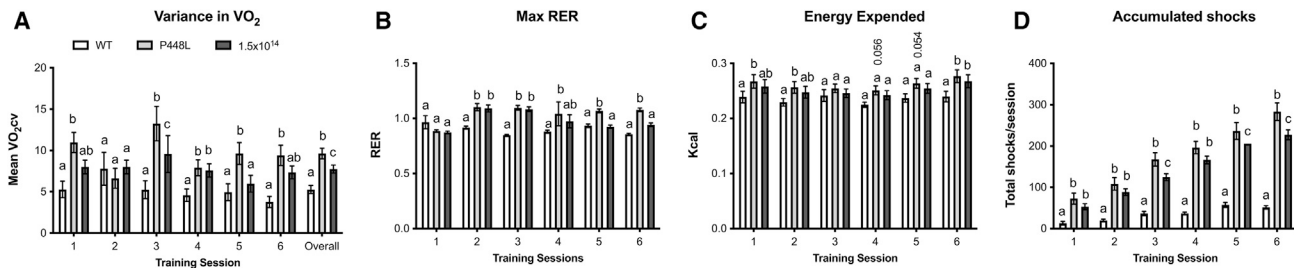 A
Variance in VO2
WT
P448L
1.5x10^14
Mean VO2cv
20
15
10
5
0
a b ab
a a a
a b c
a b b
a b a
a b ab
a b c
1 2 3 4 5 6 Overall
Training Session
B
Max RER
RER
1.5
1.0
0.5
0.0
a a a
a b b
a b b
a b ab
a b a
a b a
1 2 3 4 5 6
Training Sessions
C
Energy Expended
Kcal
0.3
0.2
0.1
0.0
a b ab
a b ab
a a a
a a a
0.056
a a a
0.054
a b b
1 2 3 4 5 6
Training Session
D
Accumulated shocks
Total shocks/session
400
300
200
100
0
a b b
a b b
a b c
a b b
a b c
a b c
1 2 3 4 5 6
Training Session